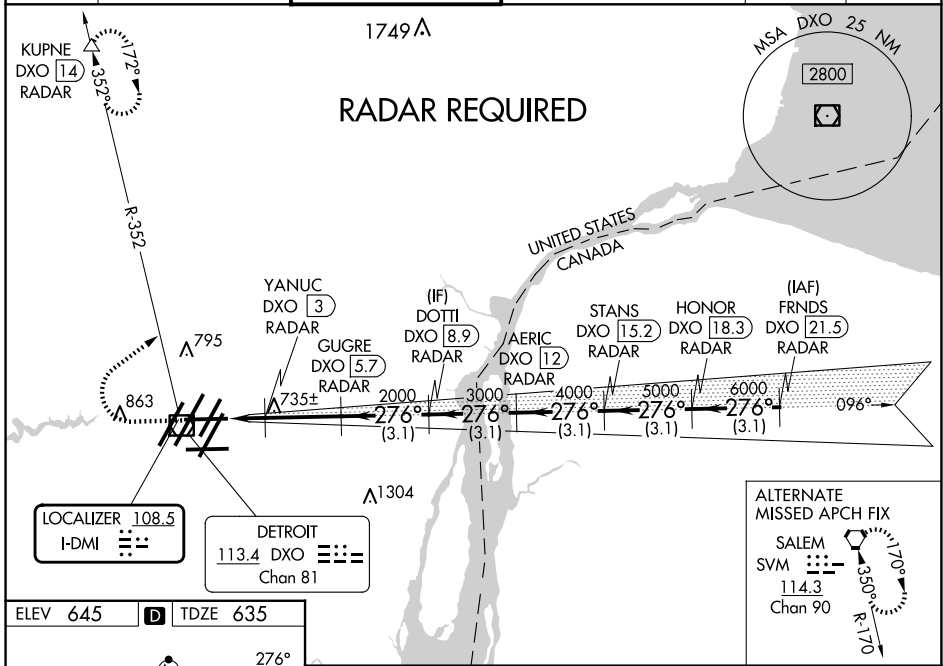 1749
MSA DXO 25 NM
2800
KUPNE
DXO 14
RADAR
172°
352°
RADAR REQUIRED
R-352
UNITED STATES
CANADA
YANUC
DXO 3
RADAR
GUGRE
DXO 5.7
RADAR
(IF)
DOTTI
DXO 8.9
RADAR
AERIC
DXO 12
RADAR
STANS
DXO 15.2
RADAR
HONOR
DXO 18.3
RADAR
(IAF)
FRNDS
DXO 21.5
RADAR
795
863
735±
2000
3000
4000
5000
6000
276°
276°
276°
276°
276°
096°
(3.1)
(3.1)
(3.1)
(3.1)
(3.1)
1304
LOCALIZER 108.5
I-DMI
DETROIT
113.4 DXO
Chan 81
ALTERNATE
MISSED APCH FIX
SALEM
SVM
114.3
Chan 90
170°
350°
R-170
ELEV 645 D TDZE 635
276°